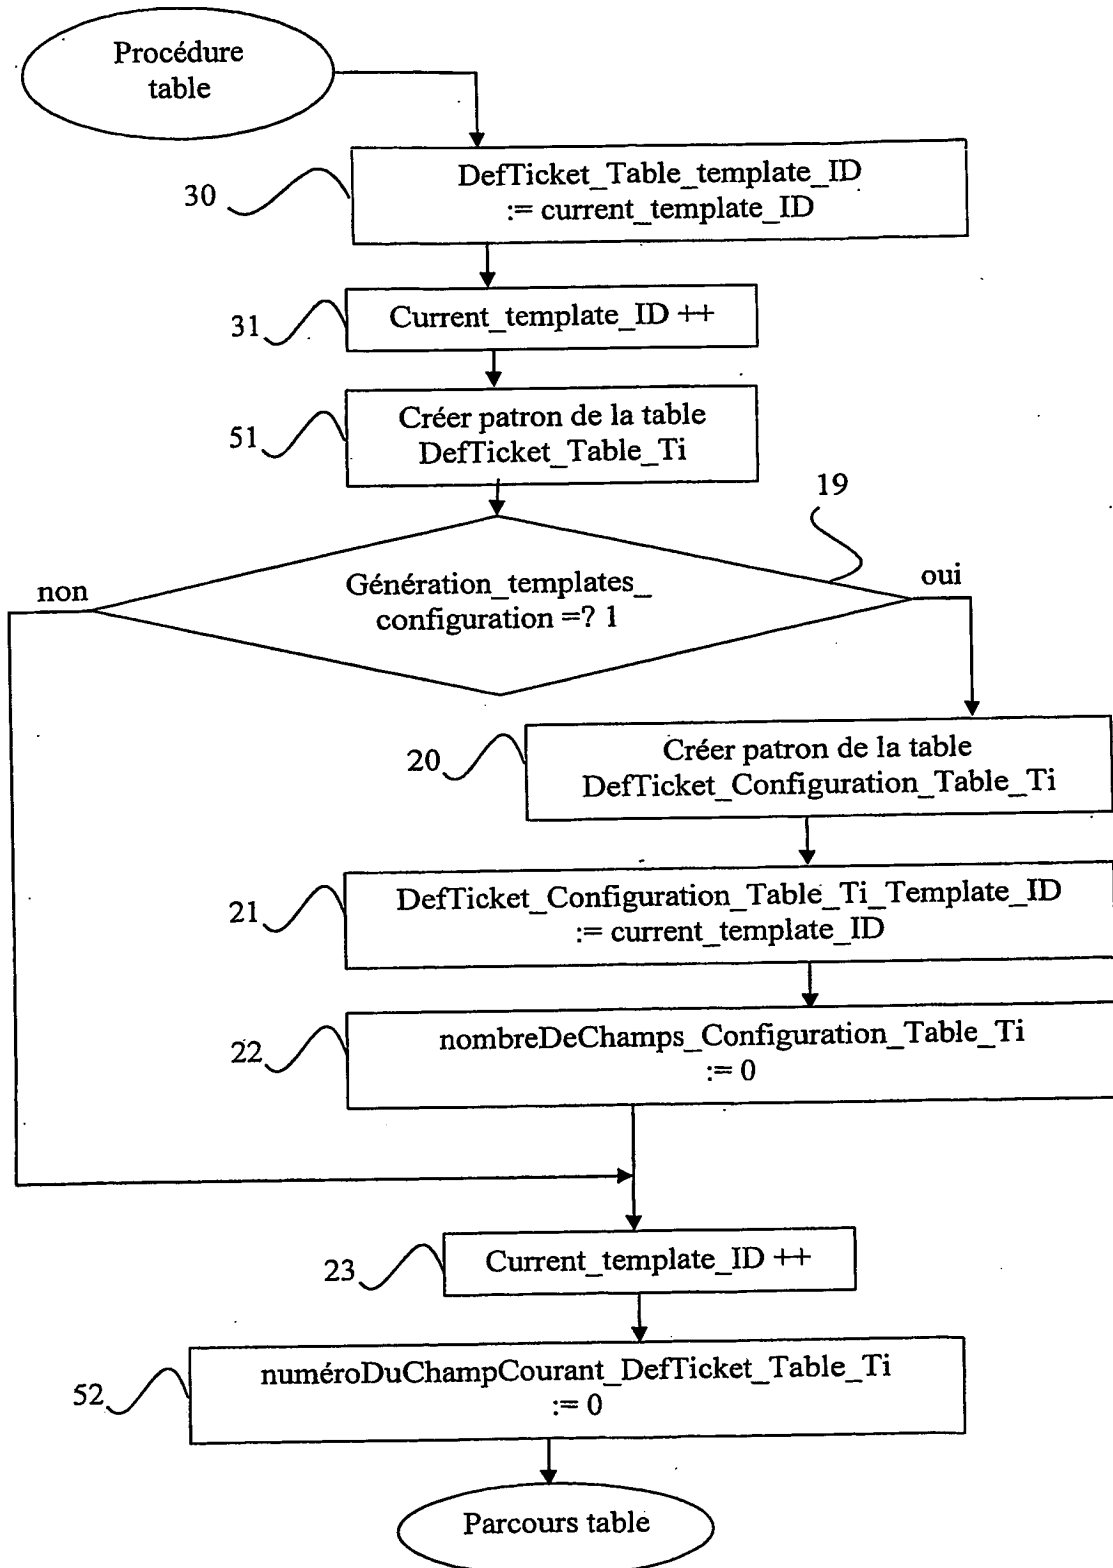 Procédure
table
30
DefTicket_Table_template_ID
:= current_template_ID
31
Current_template_ID ++
51
Créer patron de la table
DefTicket_Table_Ti
19
non
Génération_templates_
configuration =? 1
oui
20
Créer patron de la table
DefTicket_Configuration_Table_Ti
21
DefTicket_Configuration_Table_Ti_Template_ID
:= current_template_ID
22
nombreDeChamps_Configuration_Table_Ti
:= 0
23
Current_template_ID ++
52
numéroDuChampCourant_DefTicket_Table_Ti
:= 0
Parcours table